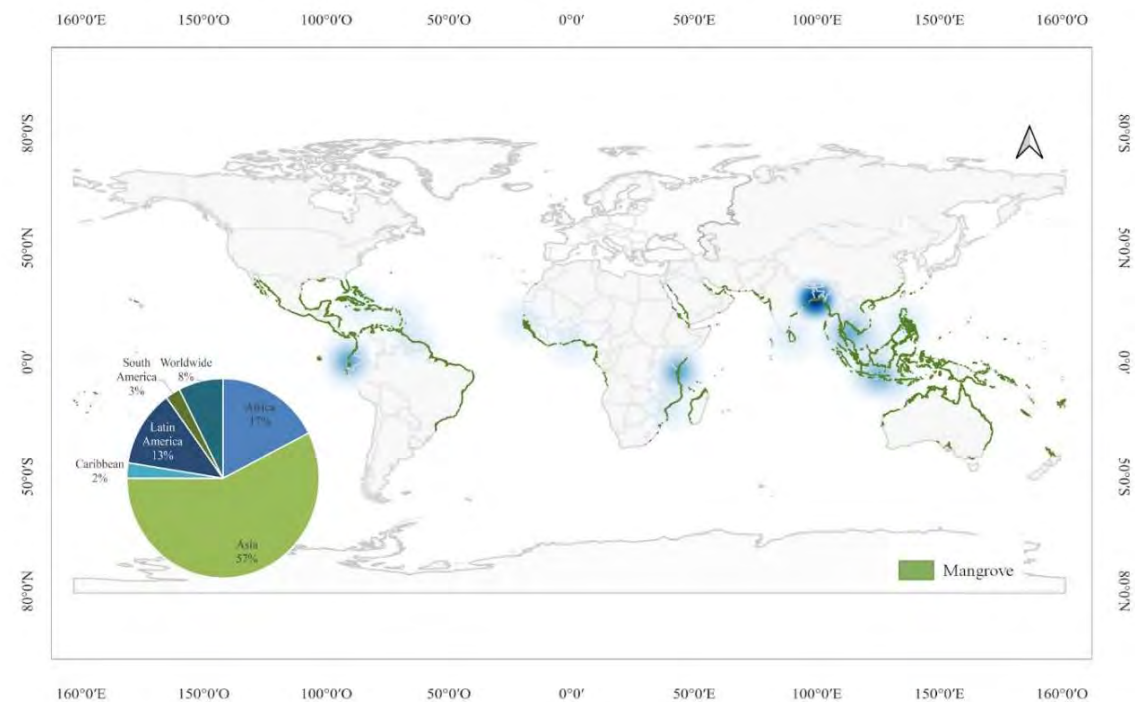 160°0′E 150°0′O 100°0′O 50°0′O 0°0′ 50°0′E 100°0′E 150°0′E 160°0′O
80°0′S 80°0′S
50°0′N 50°0′N
0°0′ 0°0′
South
America
3%
Worldwide
8%
Africa
17%
Latin
America
13%
Caribbean
2%
50°0′S 50°0′S
Asia
57%
Mangrove
80°0′N 80°0′N
160°0′E 150°0′O 100°0′O 50°0′O 0°0′ 50°0′E 100°0′E 150°0′E 160°0′O